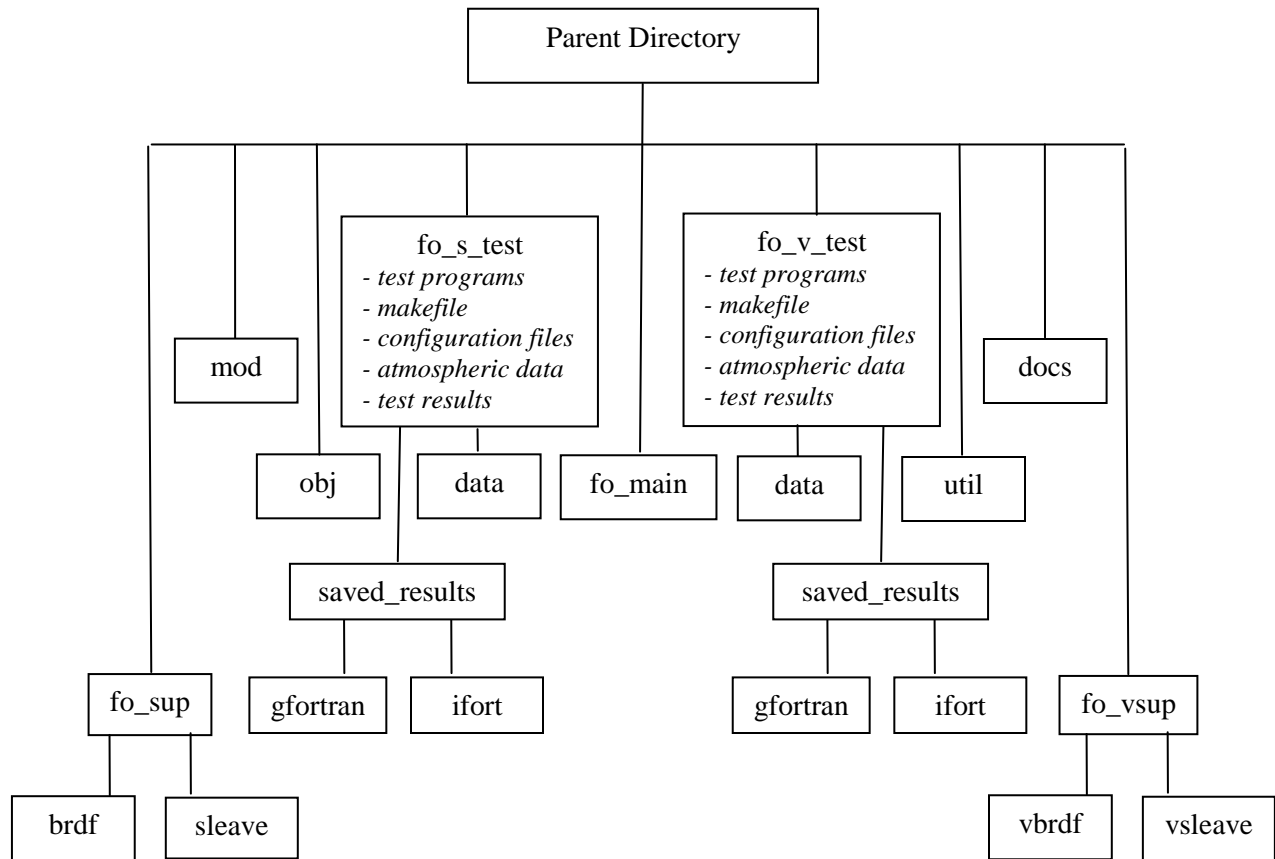 Parent Directory
fo_s_test
- test programs
- makefile
- configuration files
- atmospheric data
- test results
fo_v_test
- test programs
- makefile
- configuration files
- atmospheric data
- test results
mod
docs
obj
data
fo_main
data
util
saved_results
saved_results
fo_sup
gfortran
ifort
gfortran
ifort
fo_vsup
brdf
sleave
vbrdf
vsleave